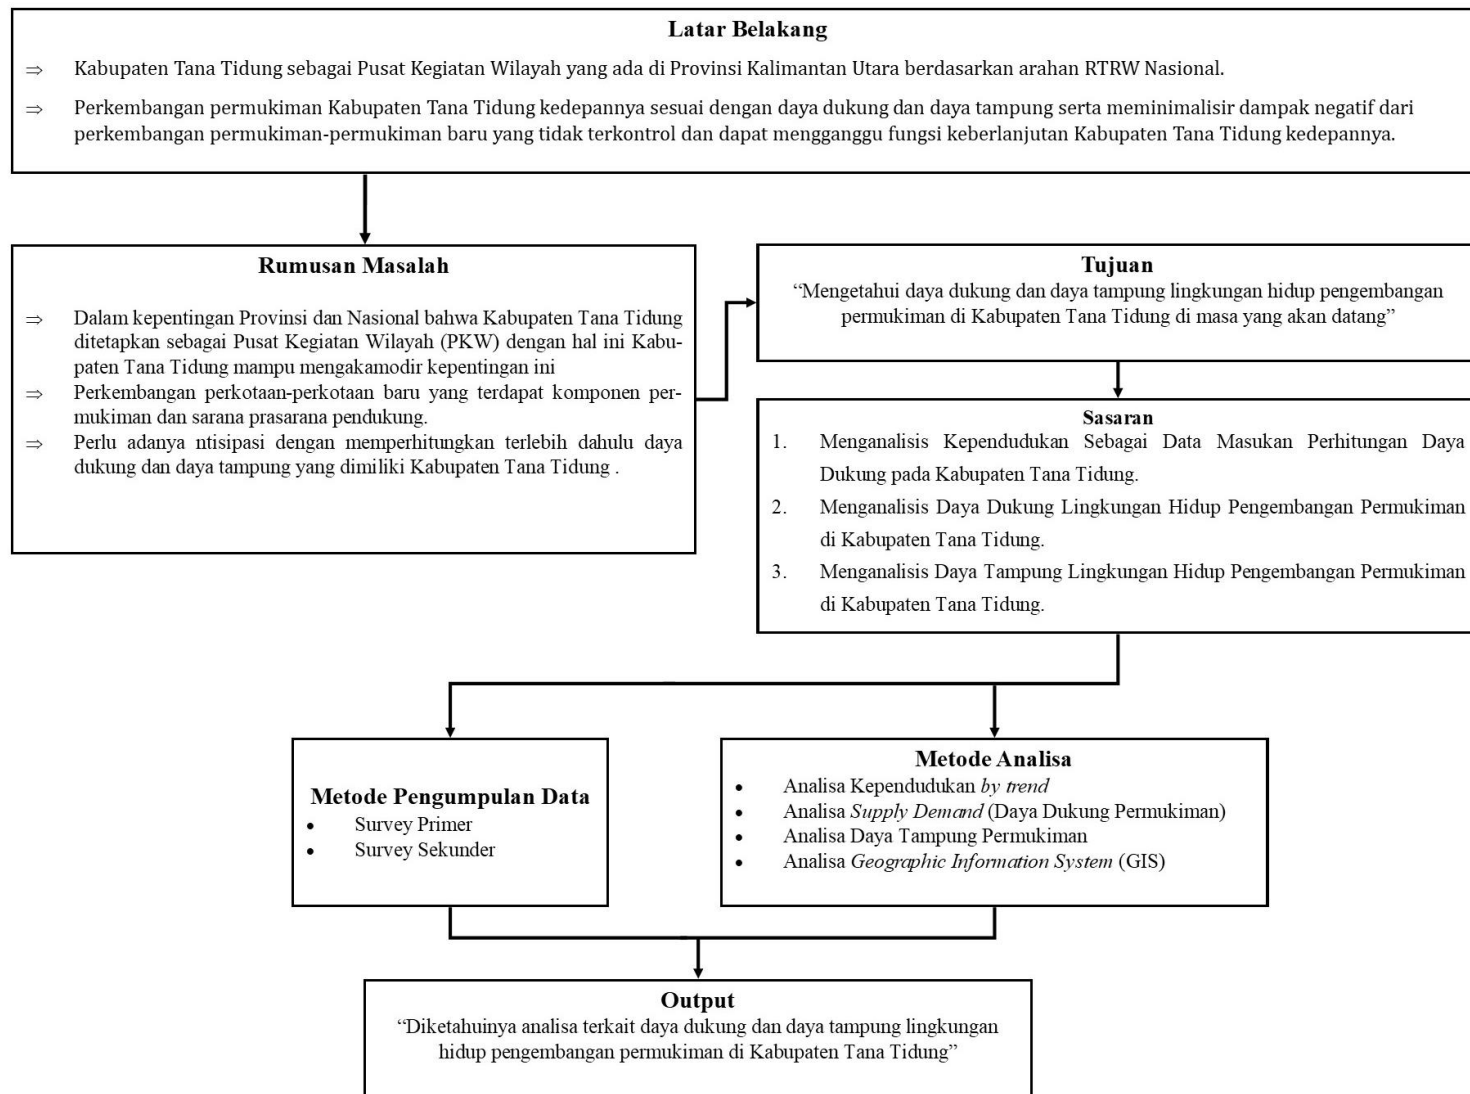 Latar Belakang
⇒ Kabupaten Tana Tidung sebagai Pusat Kegiatan Wilayah yang ada di Provinsi Kalimantan Utara berdasarkan arahan RTRW Nasional.
⇒ Perkembangan permukiman Kabupaten Tana Tidung kedepannya sesuai dengan daya dukung dan daya tampung serta meminimalisir dampak negatif dari
perkembangan permukiman-permukiman baru yang tidak terkontrol dan dapat mengganggu fungsi keberlanjutan Kabupaten Tana Tidung kedepannya.
Rumusan Masalah
⇒ Dalam kepentingan Provinsi dan Nasional bahwa Kabupaten Tana Tidung
ditetapkan sebagai Pusat Kegiatan Wilayah (PKW) dengan hal ini Kabu-
paten Tana Tidung mampu mengakamodir kepentingan ini
⇒ Perkembangan perkotaan-perkotaan baru yang terdapat komponen per-
mukiman dan sarana prasarana pendukung.
⇒ Perlu adanya ntisipasi dengan memperhitungkan terlebih dahulu daya
dukung dan daya tampung yang dimiliki Kabupaten Tana Tidung .
Tujuan
“Mengetahui daya dukung dan daya tampung lingkungan hidup pengembangan
permukiman di Kabupaten Tana Tidung di masa yang akan datang”
Sasaran
1. Menganalisis Kependudukan Sebagai Data Masukan Perhitungan Daya
Dukung pada Kabupaten Tana Tidung.
2. Menganalisis Daya Dukung Lingkungan Hidup Pengembangan Permukiman
di Kabupaten Tana Tidung.
3. Menganalisis Daya Tampung Lingkungan Hidup Pengembangan Permukiman
di Kabupaten Tana Tidung.
Metode Pengumpulan Data
• Survey Primer
• Survey Sekunder
Metode Analisa
• Analisa Kependudukan by trend
• Analisa Supply Demand (Daya Dukung Permukiman)
• Analisa Daya Tampung Permukiman
• Analisa Geographic Information System (GIS)
Output
“Diketahuinya analisa terkait daya dukung dan daya tampung lingkungan
hidup pengembangan permukiman di Kabupaten Tana Tidung”